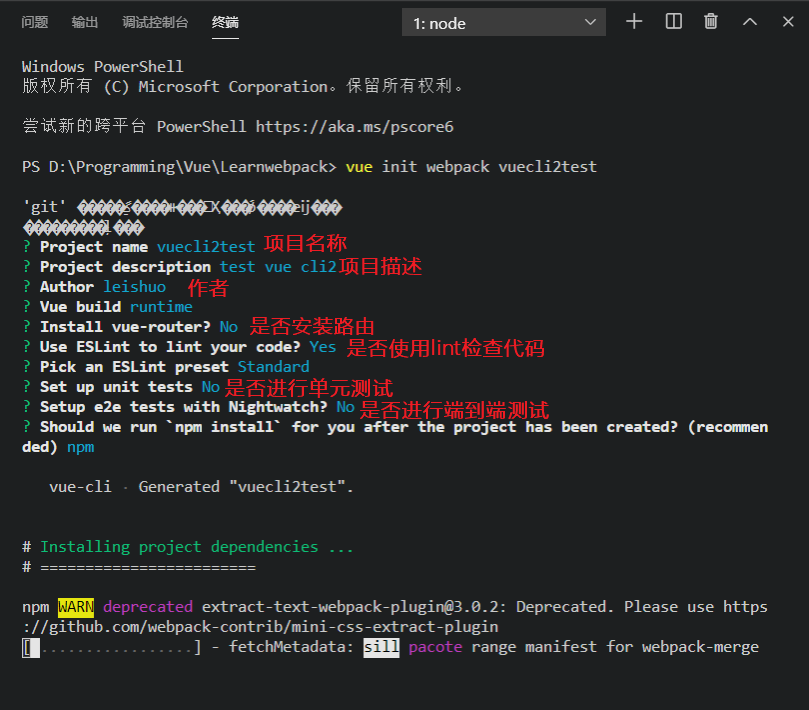 问题 输出 调试控制台 终端 1: node
Windows PowerShell
版权所有 (C) Microsoft Corporation。保留所有权利。
尝试新的跨平台 PowerShell https://aka.ms/pscore6
PS D:\Programming\Vue\Learnwebpack> vue init webpack vuecli2test
'git'
? Project name vuecli2test 项目名称
? Project description test vue cli2 项目描述
? Author leishuo 作者
? Vue build runtime
? Install vue-router? No 是否安装路由
? Use ESLint to lint your code? Yes 是否使用lint检查代码
? Pick an ESLint preset Standard
? Set up unit tests No 是否进行单元测试
? Setup e2e tests with Nightwatch? No 是否进行端到端测试
? Should we run `npm install` for you after the project has been created? (recommen
ded) npm
vue-cli · Generated "vuecli2test".
# Installing project dependencies ...
# ========================
npm WARN deprecated extract-text-webpack-plugin@3.0.2: Deprecated. Please use https
://github.com/webpack-contrib/mini-css-extract-plugin
[ .................] - fetchMetadata: sill pacote range manifest for webpack-merge